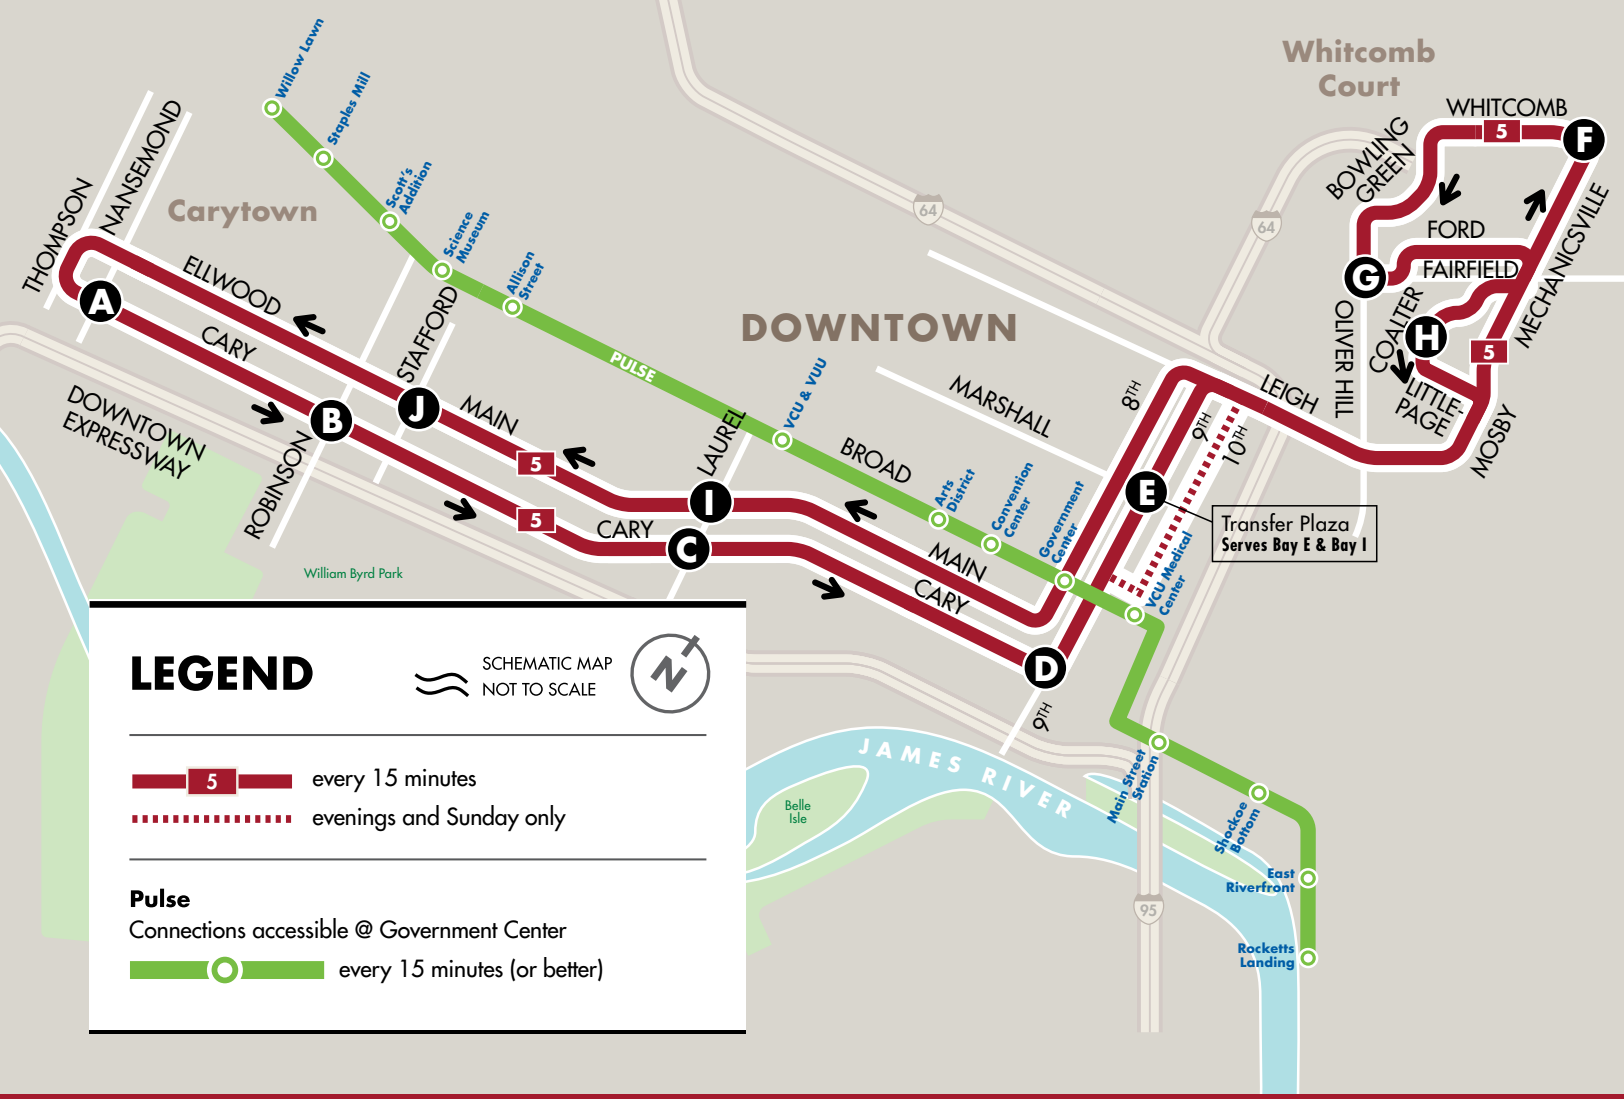 Willow Lawn
Staples Mill
Scott's
Addition
Science
Museum
Allison
Street
PULSE
VCU & VUU
Arts
District
Convention
Center
Government
Center
VCU Medical
Center
Main Street
Station
Shockoe
Bottom
East
Riverfront
Rocketts
Landing
Whitcomb
Court
WHITCOMB
5
F
BOWLING
GREEN
FORD
G
FAIRFIELD
MECHANICSVILLE
COALTER
H
5
OLIVER HILL
LITTLE-
PAGE
MOSBY
LEIGH
64
64
Carytown
THOMPSON
NANSEMOND
A
ELLWOOD
CARY
DOWNTOWN
EXPRESSWAY
B
ROBINSON
STAFFORD
J
MAIN
5
5
DOWNTOWN
MARSHALL
BROAD
LAUREL
I
CARY
C
MAIN
CARY
D
9TH
8TH
9TH
10TH
E
Transfer Plaza
Serves Bay E & Bay I
William Byrd Park
JAMES RIVER
Belle
Isle
95
LEGEND
SCHEMATIC MAP
NOT TO SCALE
N
5
every 15 minutes
evenings and Sunday only
Pulse
Connections accessible @ Government Center
every 15 minutes (or better)